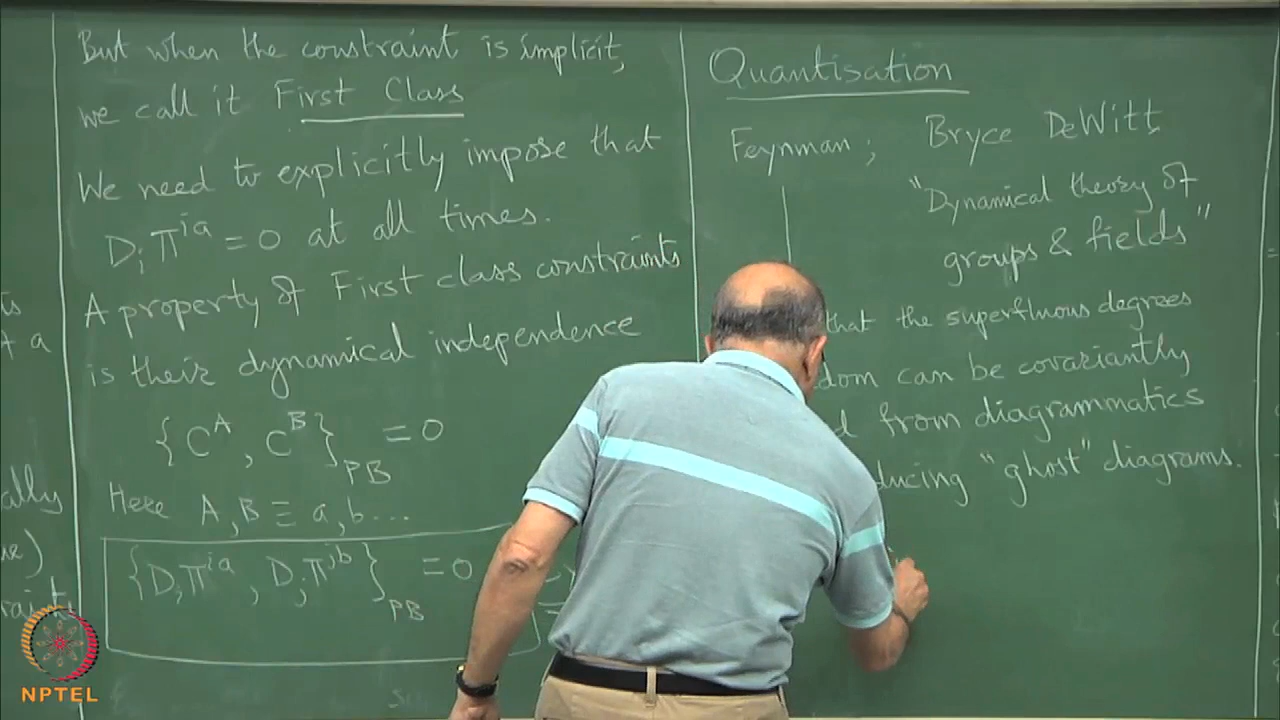 But when the constraint is implicit,
we call it First Class
We need to explicitly impose that
D_i π^{ia} = 0 at all times.
A property of First class constraints
is their dynamical independence
{C^A, C^B}_{PB} = 0
Here A, B ≡ a, b...
{D_i π^{ia}, D_j π^{jb}}_{PB} = 0
a
Quantisation
Feynman; Bryce DeWitt
"Dynamical theory of
groups & fields"
that the superfluous degrees
dom can be covariantly
from diagrammatics
ducing "ghost" diagrams.
NPTEL